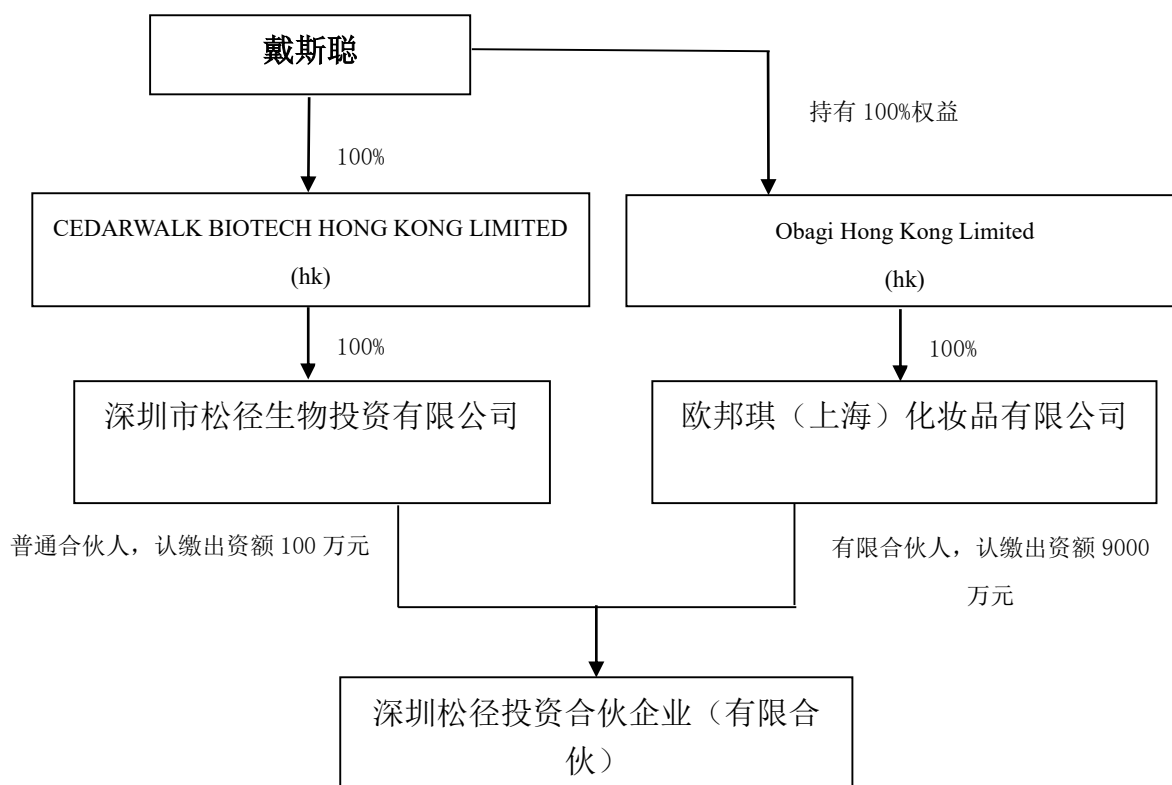 戴斯聪
持有 100%权益
100%
CEDARWALK BIOTECH HONG KONG LIMITED
(hk)
Obagi Hong Kong Limited
(hk)
100%
100%
深圳市松径生物投资有限公司
欧邦琪（上海）化妆品有限公司
普通合伙人，认缴出资额 100 万元
有限合伙人，认缴出资额 9000
万元
深圳松径投资合伙企业（有限合
伙）